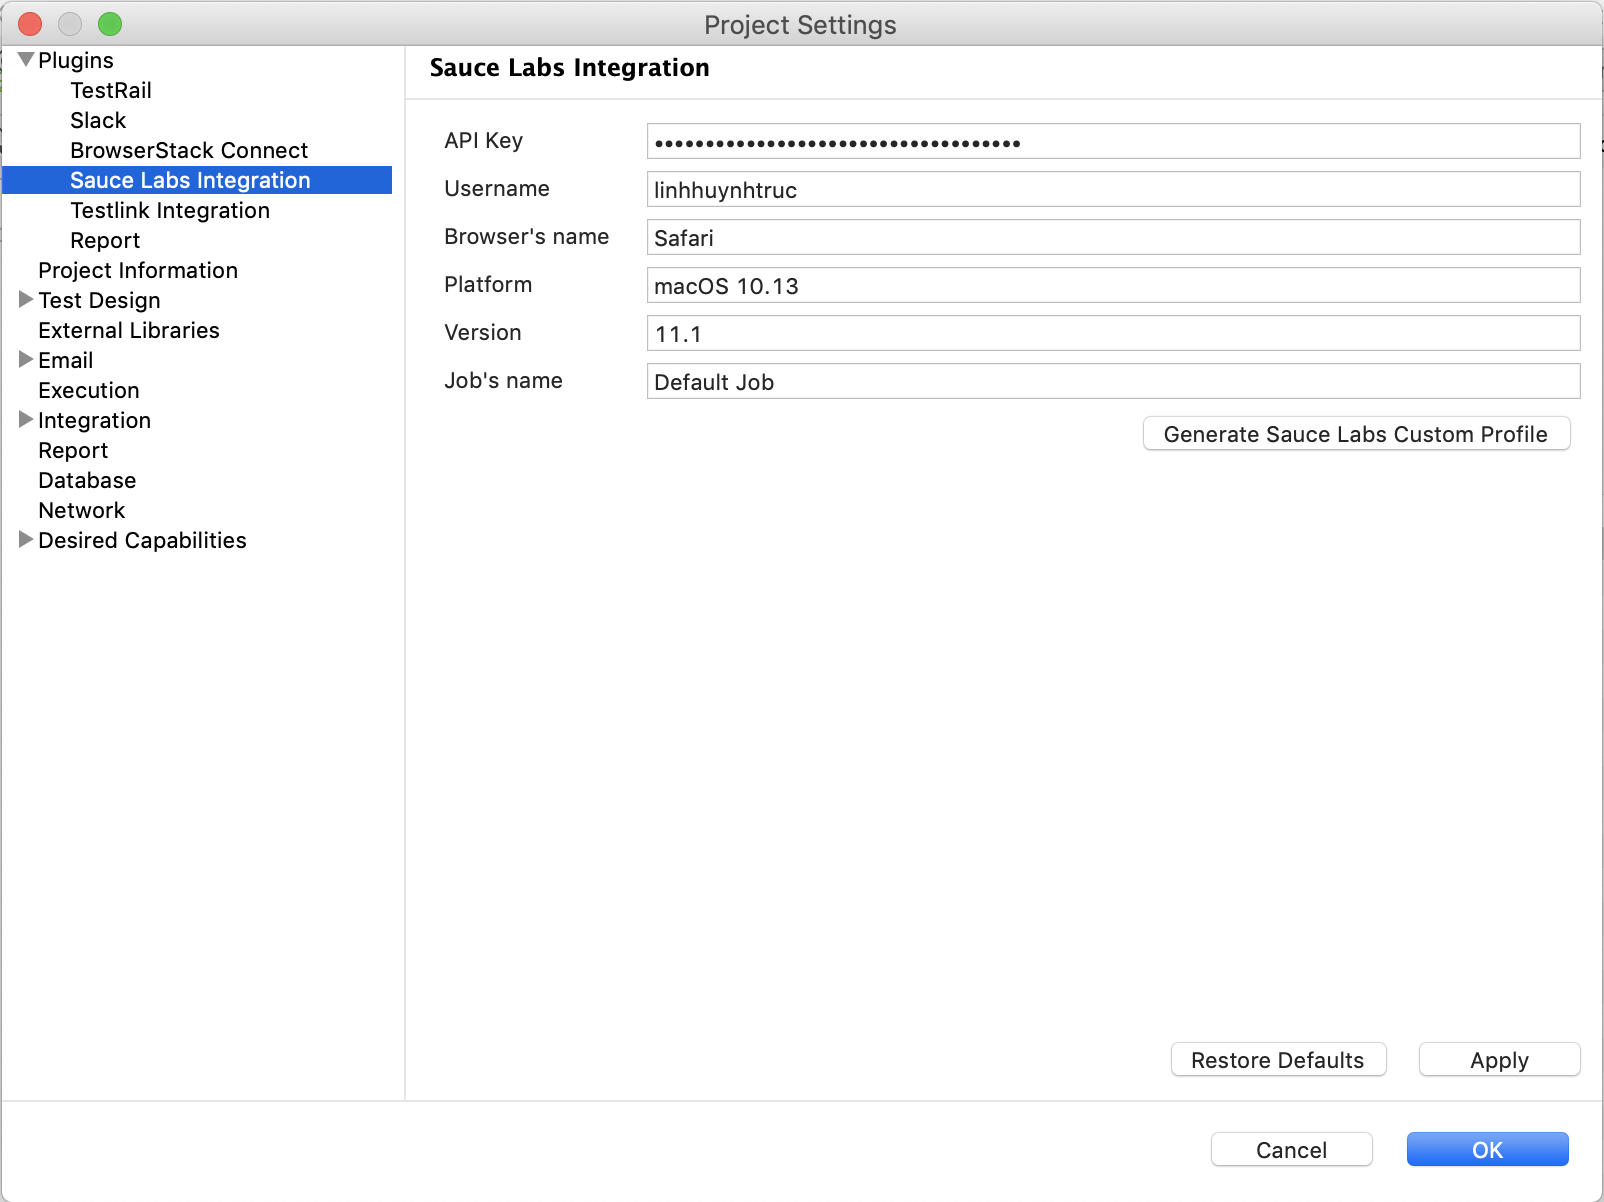 Project Settings
Plugins
TestRail
Slack
BrowserStack Connect
Sauce Labs Integration
Testlink Integration
Report
Project Information
Test Design
External Libraries
Email
Execution
Integration
Report
Database
Network
Desired Capabilities
Sauce Labs Integration
API Key ••••••••••••••••••••••••••••••••••••
Username linhhuynhtruc
Browser's name Safari
Platform macOS 10.13
Version 11.1
Job's name Default Job
Generate Sauce Labs Custom Profile
Restore Defaults Apply
Cancel OK